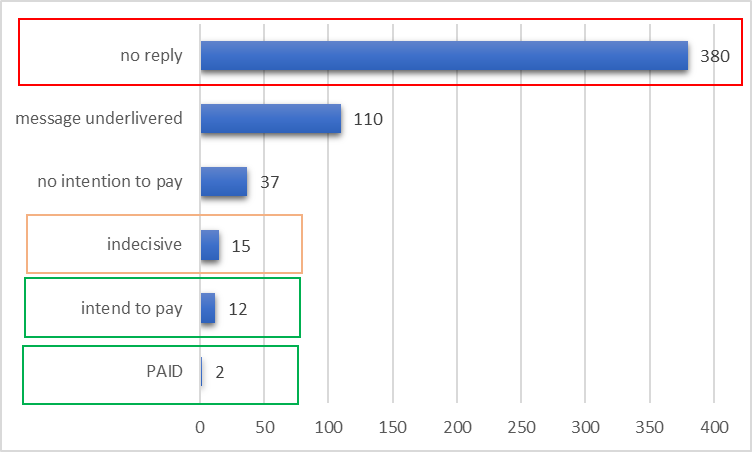 no reply 380
message underlivered 110
no intention to pay 37
indecisive 15
intend to pay 12
PAID 2
0 50 100 150 200 250 300 350 400